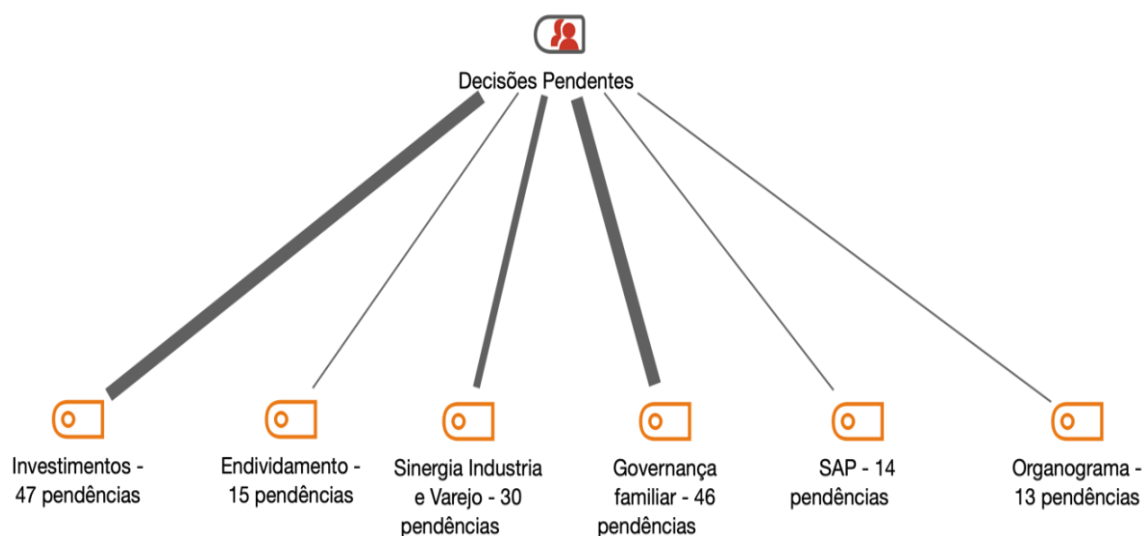 Decisões Pendentes
Investimentos -
47 pendências
Endividamento -
15 pendências
Sinergia Industria
e Varejo - 30
pendências
Governança
familiar - 46
pendências
SAP - 14
pendências
Organograma -
13 pendências